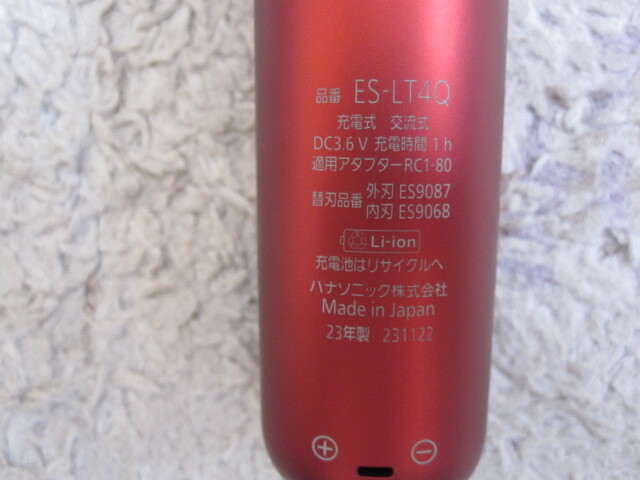 品番 ES-LT4Q
充電式 交流式
DC3.6V 充電時間1h
適用アダプターRC1-80
替刃品番 外刃 ES9087
内刃 ES9068
Li-ion
充電池はリサイクルへ
パナソニック株式会社
Made in Japan
23年製 231122
⊕ ⊖